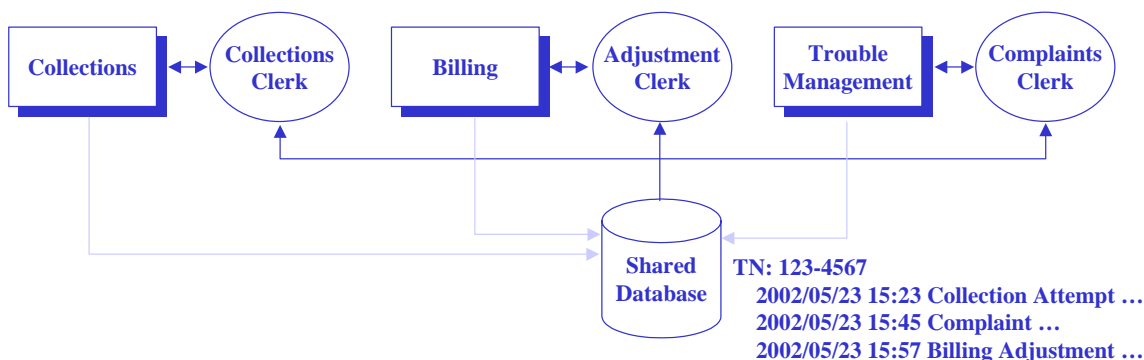 Collections
Collections
Clerk
Billing
Adjustment
Clerk
Trouble
Management
Complaints
Clerk
Shared
Database
TN: 123-4567
2002/05/23 15:23 Collection Attempt …
2002/05/23 15:45 Complaint …
2002/05/23 15:57 Billing Adjustment …